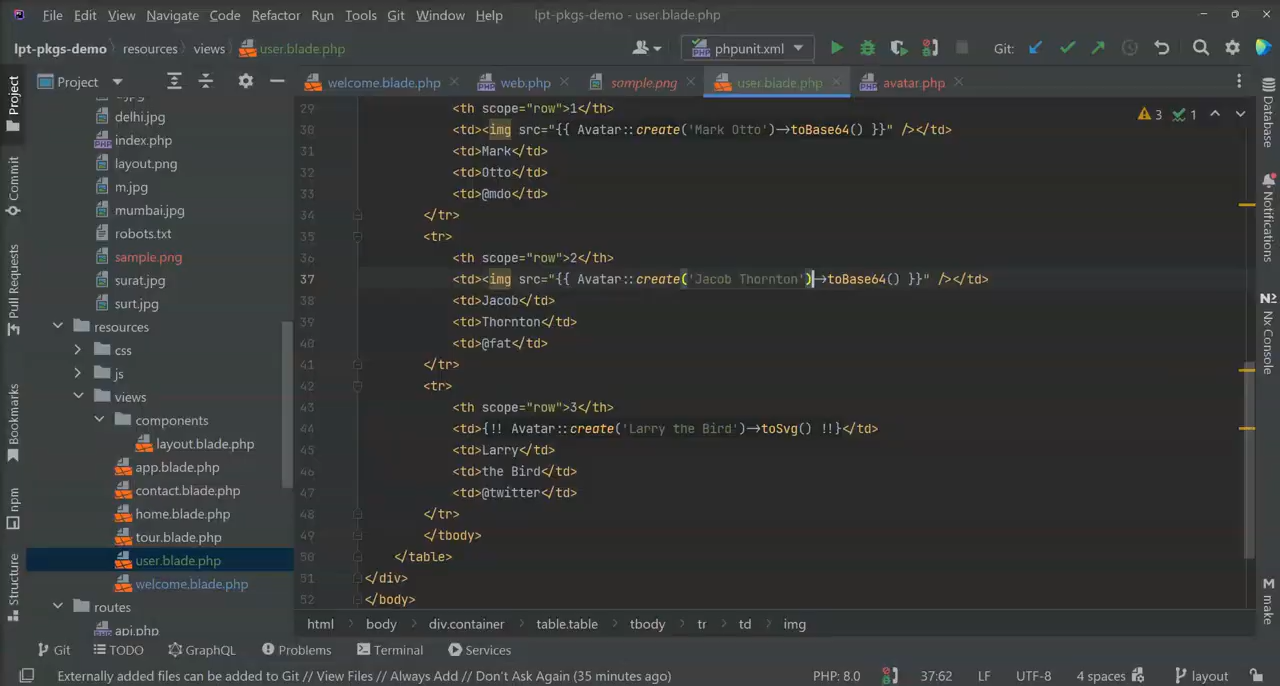 File Edit View Navigate Code Refactor Run Tools Git Window Help lpt-pkgs-demo - user.blade.php
lpt-pkgs-demo resources views user.blade.php phpunit.xml Git:
Project welcome.blade.php web.php sample.png user.blade.php avatar.php
delhi.jpg
index.php
layout.png
m.jpg
mumbai.jpg
robots.txt
sample.png
surat.jpg
surt.jpg
resources
css
js
views
components
layout.blade.php
app.blade.php
contact.blade.php
home.blade.php
tour.blade.php
user.blade.php
welcome.blade.php
routes
api.php
29 <th scope="row">1</th>
30 <td><img src="{{ Avatar::create('Mark Otto')->toBase64() }}" /></td>
31 <td>Mark</td>
32 <td>Otto</td>
33 <td>@mdo</td>
34 </tr>
35 <tr>
36 <th scope="row">2</th>
37 <td><img src="{{ Avatar::create('Jacob Thornton')->toBase64() }}" /></td>
38 <td>Jacob</td>
39 <td>Thornton</td>
40 <td>@fat</td>
41 </tr>
42 <tr>
43 <th scope="row">3</th>
44 <td>{!! Avatar::create('Larry the Bird')->toSvg() !!}</td>
45 <td>Larry</td>
46 <td>the Bird</td>
47 <td>@twitter</td>
48 </tr>
49 </tbody>
50 </table>
51 </div>
52 </body>
3 1
html body div.container table.table tbody tr td img
Project
Commit
Pull Requests
Bookmarks
npm
Structure
Database
Notifications
Nx Console
make
Git TODO GraphQL Problems Terminal Services
Externally added files can be added to Git // View Files // Always Add // Don't Ask Again (35 minutes ago) PHP: 8.0 37:62 LF UTF-8 4 spaces layout